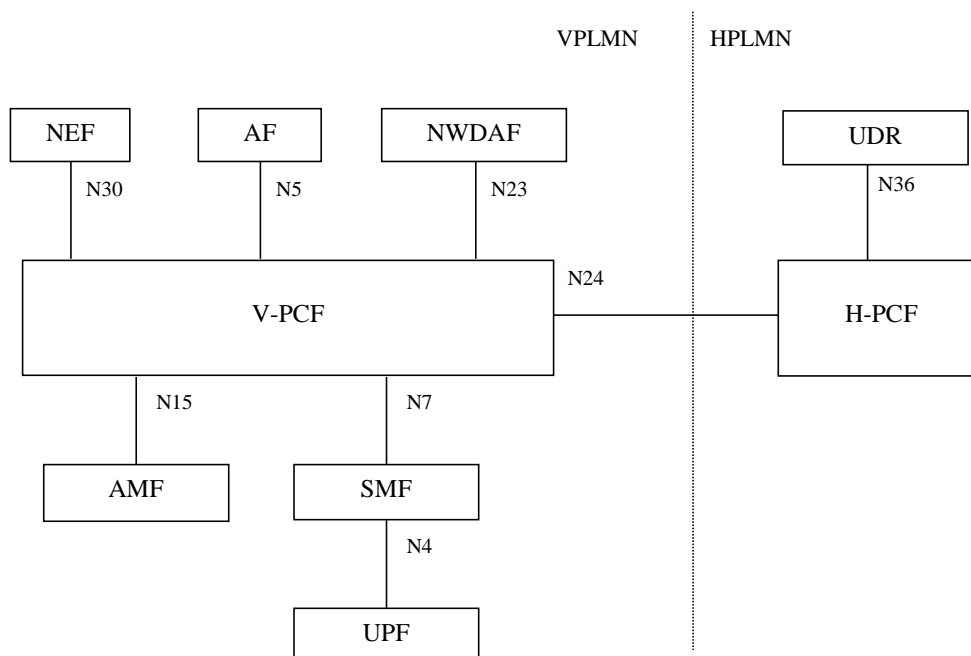 VPLMN
HPLMN
NEF
AF
NWDAF
UDR
N30
N5
N23
N36
N24
V-PCF
H-PCF
N15
N7
AMF
SMF
N4
UPF